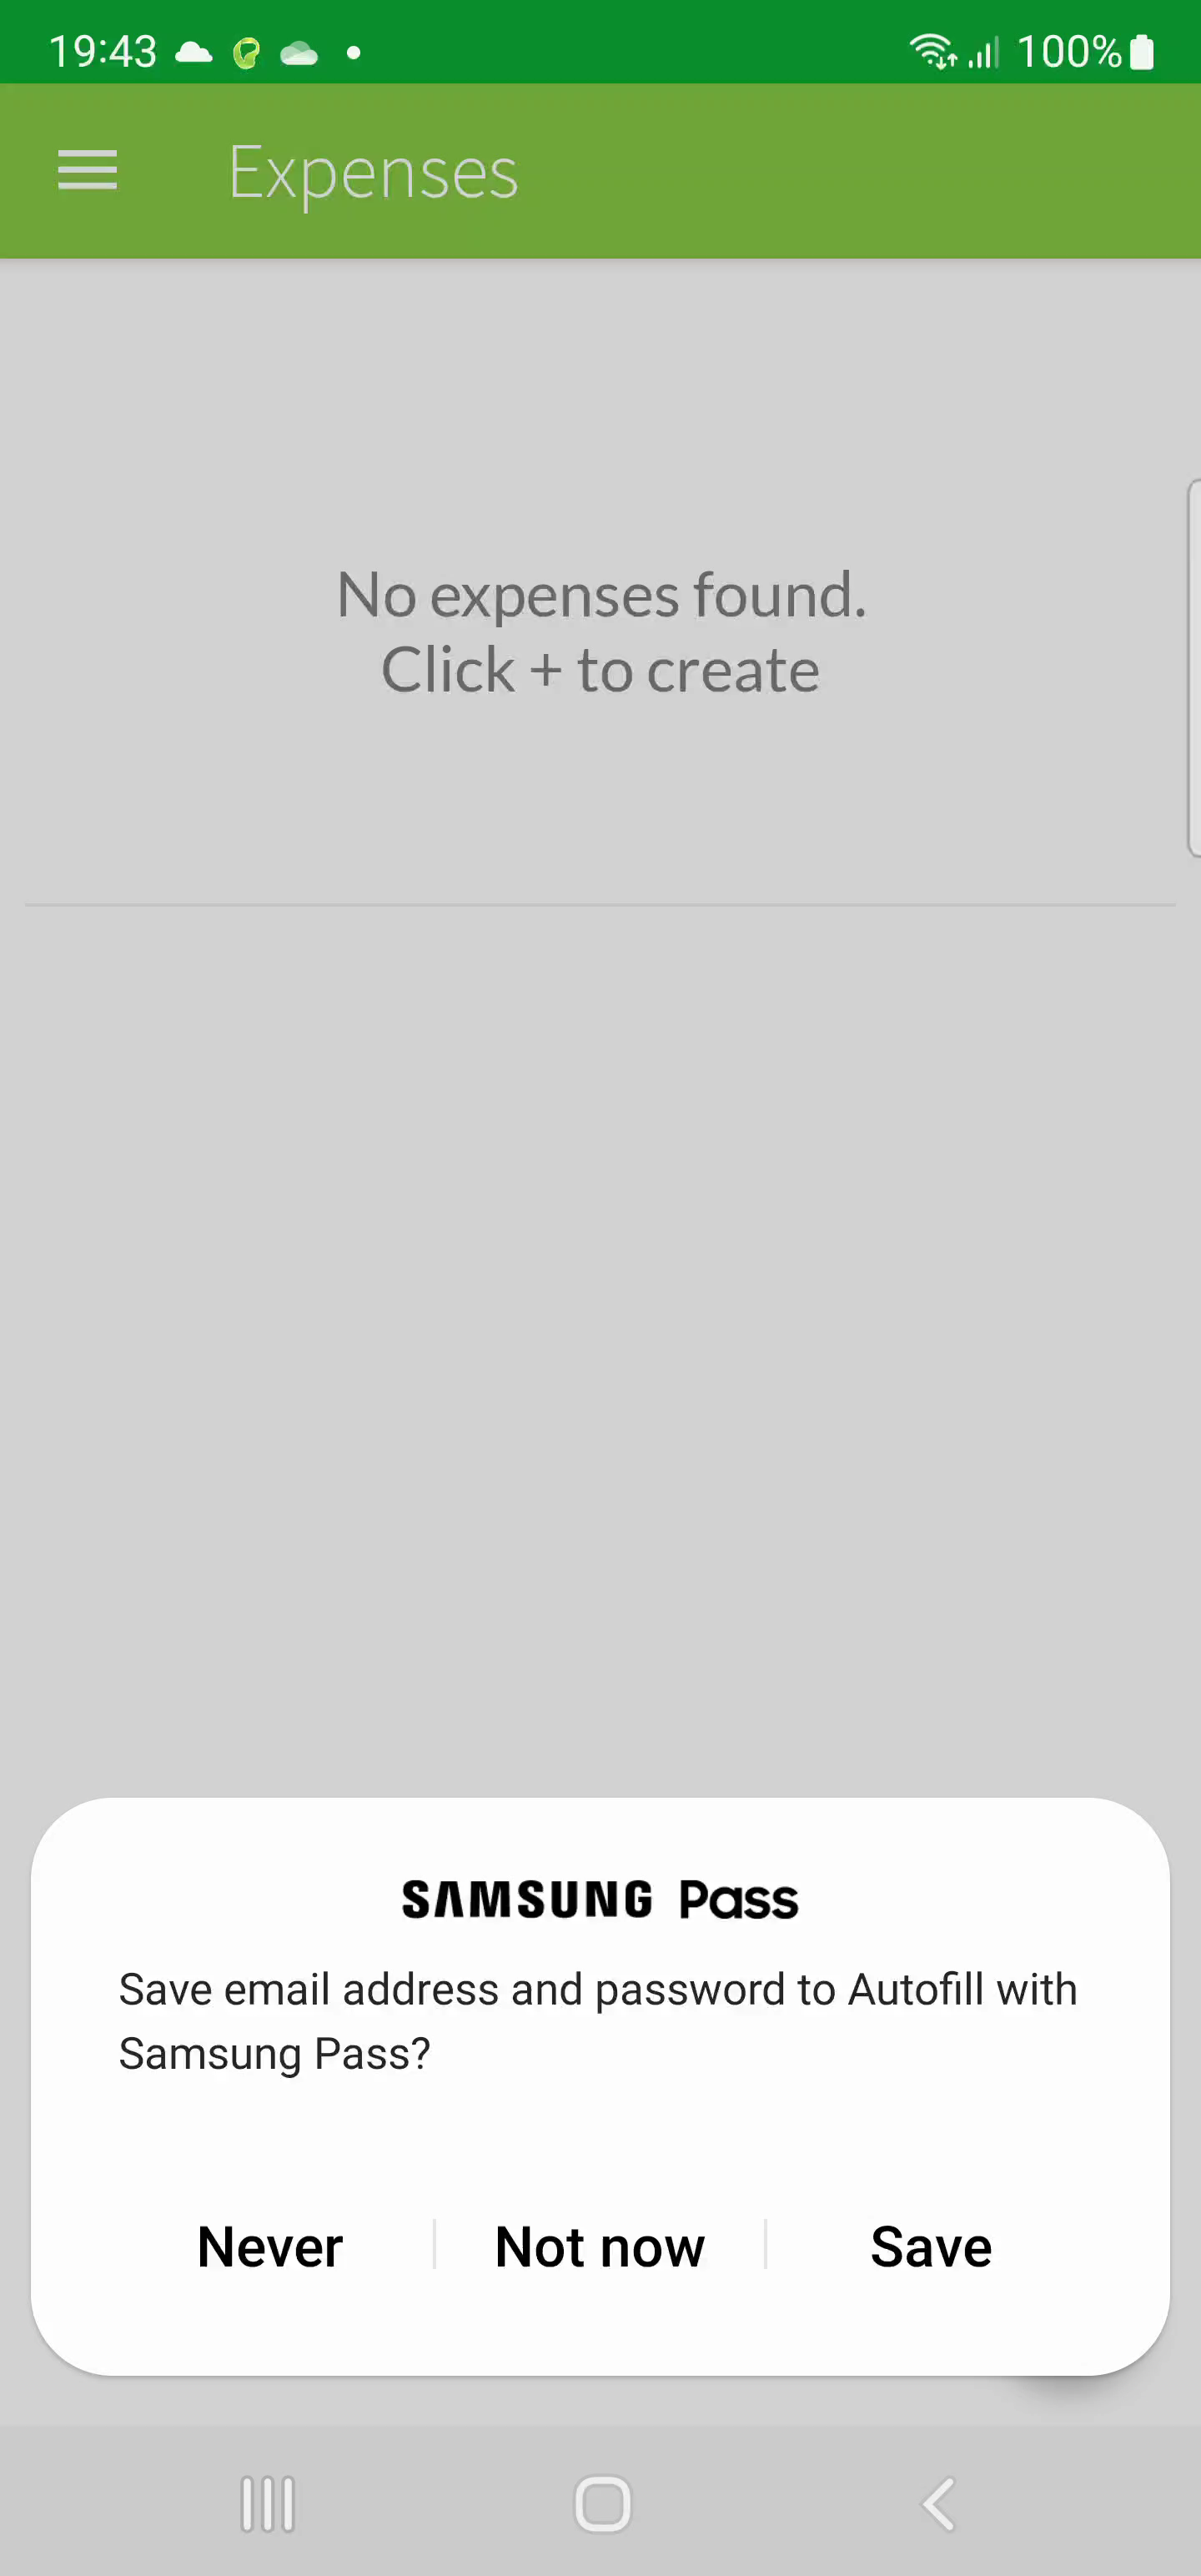 19:43
100%
Expenses
No expenses found.
Click + to create
SAMSUNG Pass
Save email address and password to Autofill with
Samsung Pass?
Never
Not now
Save